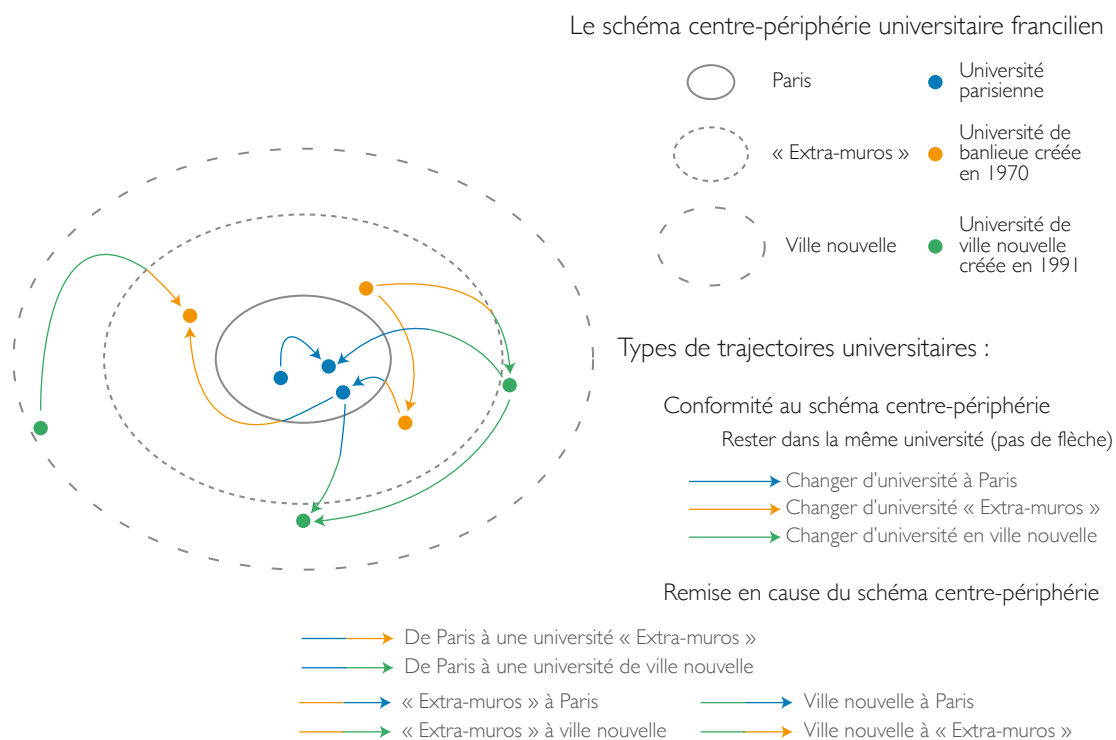 Le schéma centre-périphérie universitaire francilien
Paris
Université
parisienne
« Extra-muros »
Université de
banlieue créée
en 1970
Ville nouvelle
Université de
ville nouvelle
créée en 1991
Types de trajectoires universitaires :
Conformité au schéma centre-périphérie
Rester dans la même université (pas de flèche)
Changer d'université à Paris
Changer d'université « Extra-muros »
Changer d'université en ville nouvelle
Remise en cause du schéma centre-périphérie
De Paris à une université « Extra-muros »
De Paris à une université de ville nouvelle
« Extra-muros » à Paris
Ville nouvelle à Paris
« Extra-muros » à ville nouvelle
Ville nouvelle à « Extra-muros »